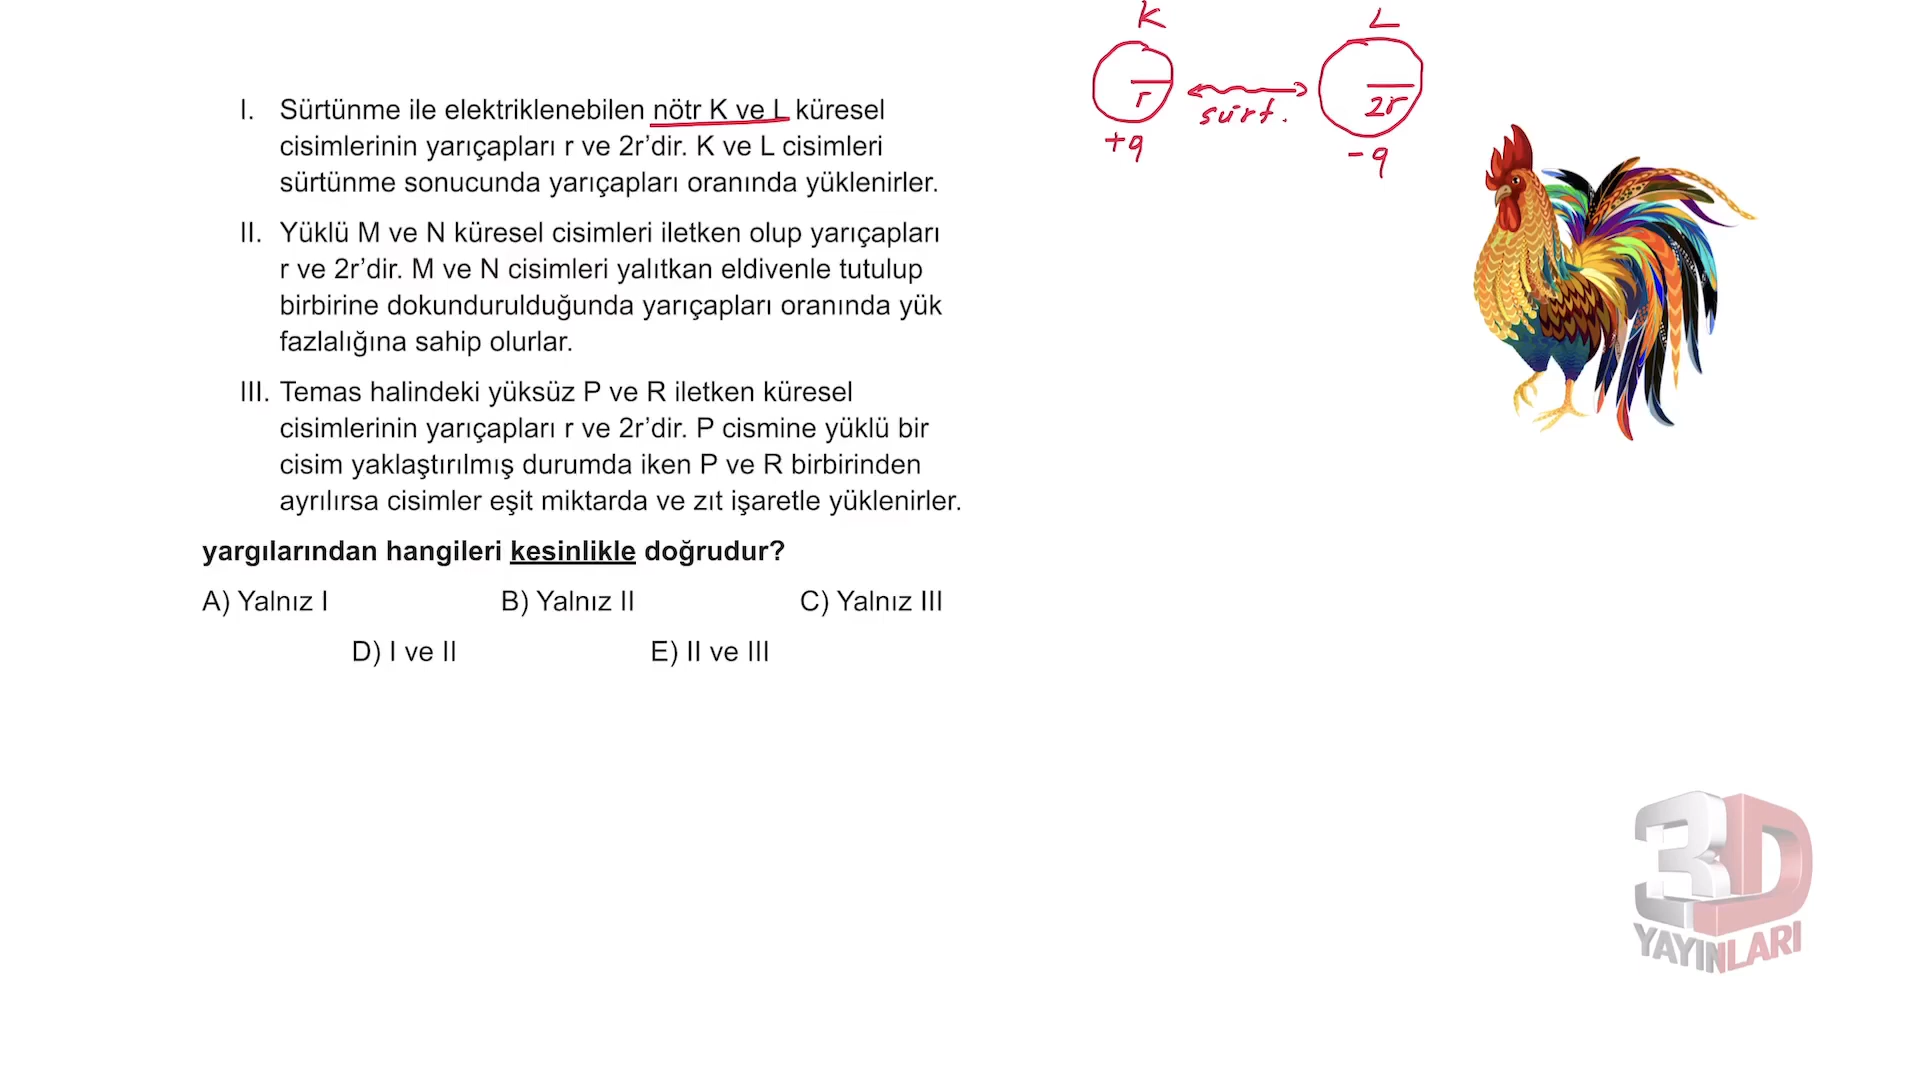 K L
r 2r
sürt.
+q -q
I. Sürtünme ile elektriklenebilen nötr K ve L küresel
cisimlerinin yarıçapları r ve 2r'dir. K ve L cisimleri
sürtünme sonucunda yarıçapları oranında yüklenirler.
II. Yüklü M ve N küresel cisimleri iletken olup yarıçapları
r ve 2r'dir. M ve N cisimleri yalıtkan eldivenle tutulup
birbirine dokundurulduğunda yarıçapları oranında yük
fazlalığına sahip olurlar.
III. Temas halindeki yüksüz P ve R iletken küresel
cisimlerinin yarıçapları r ve 2r'dir. P cismine yüklü bir
cisim yaklaştırılmış durumda iken P ve R birbirinden
ayrılırsa cisimler eşit miktarda ve zıt işaretle yüklenirler.
yargılarından hangileri kesinlikle doğrudur?
A) Yalnız I B) Yalnız II C) Yalnız III
D) I ve II E) II ve III
3D
YAYINLARI